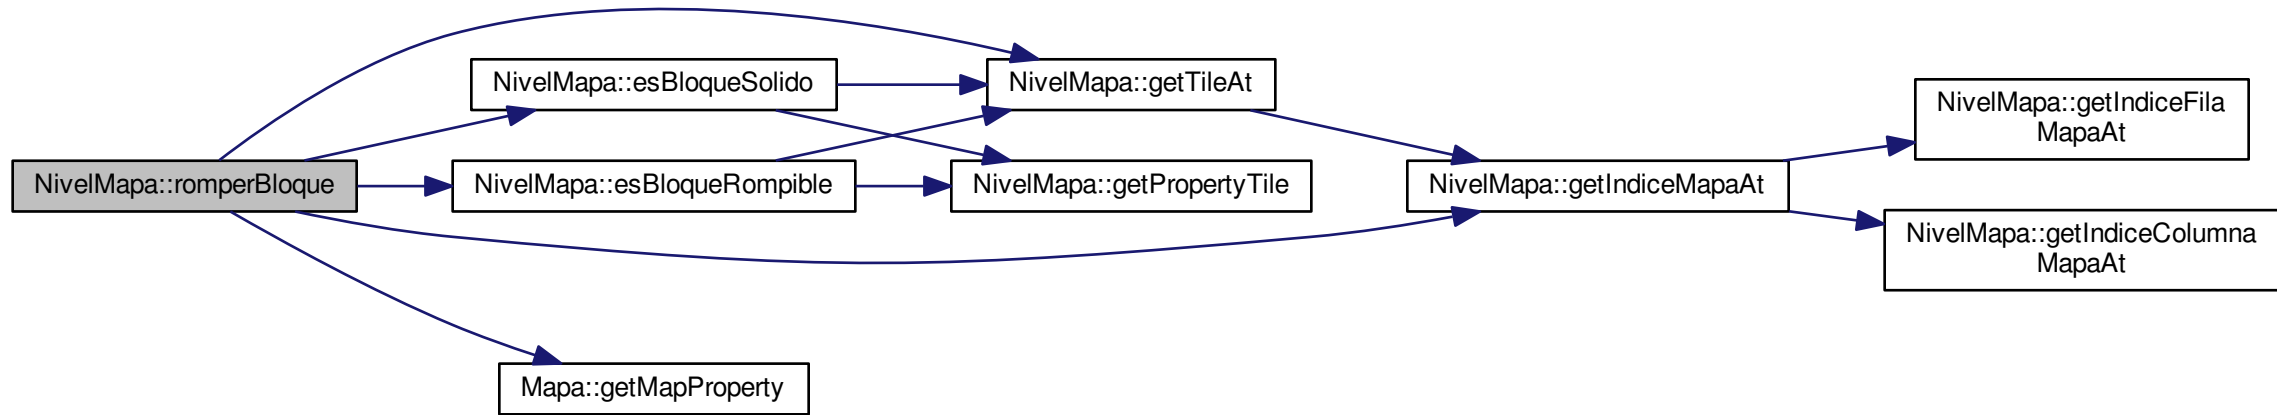 NivelMapa::romperBloque
NivelMapa::esBloqueSolido
NivelMapa::esBloqueRompible
Mapa::getMapProperty
NivelMapa::getTileAt
NivelMapa::getPropertyTile
NivelMapa::getIndiceMapaAt
NivelMapa::getIndiceFila
MapaAt
NivelMapa::getIndiceColumna
MapaAt